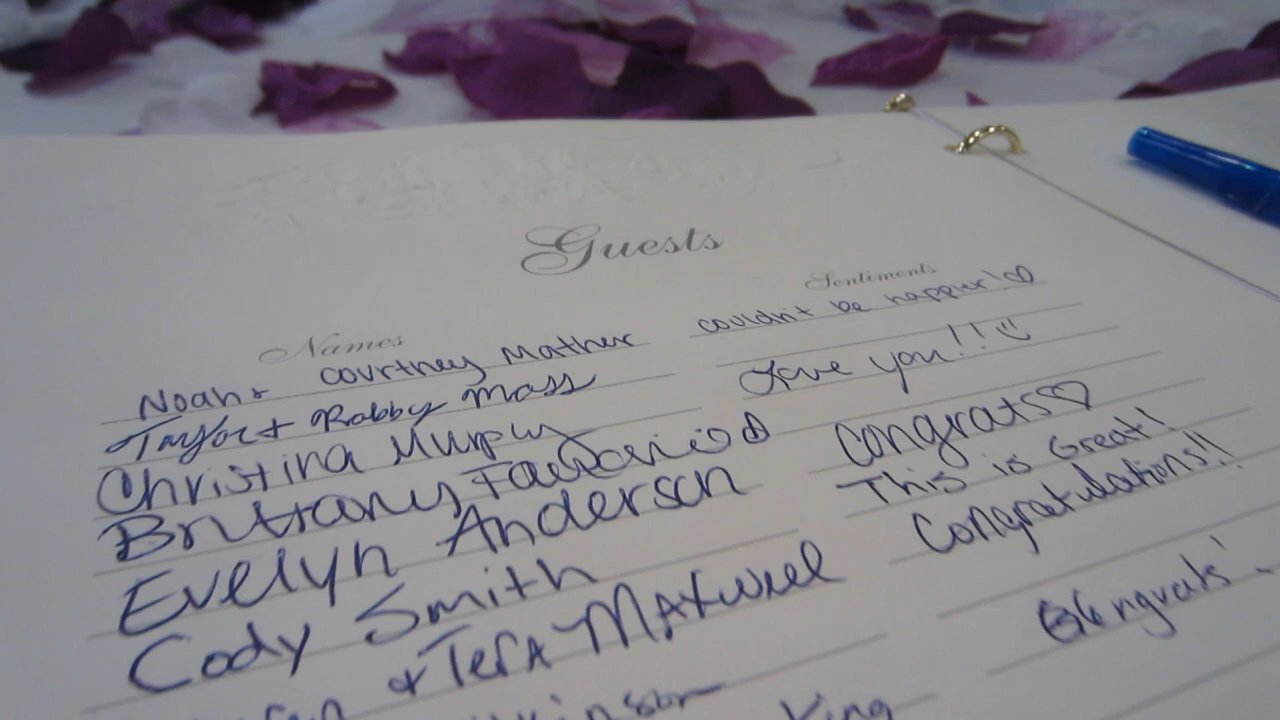 Guests
Names Sentiments
Noah & Courtney Mather couldn't be happier! ♡
Taylor + Robby Moss Love you!!
Christina Murphy Congrats ♡
Brittany This is Great!
Evelyn Anderson Congratulations!!
Cody Smith
& Tera Maxwell Congrats!
King